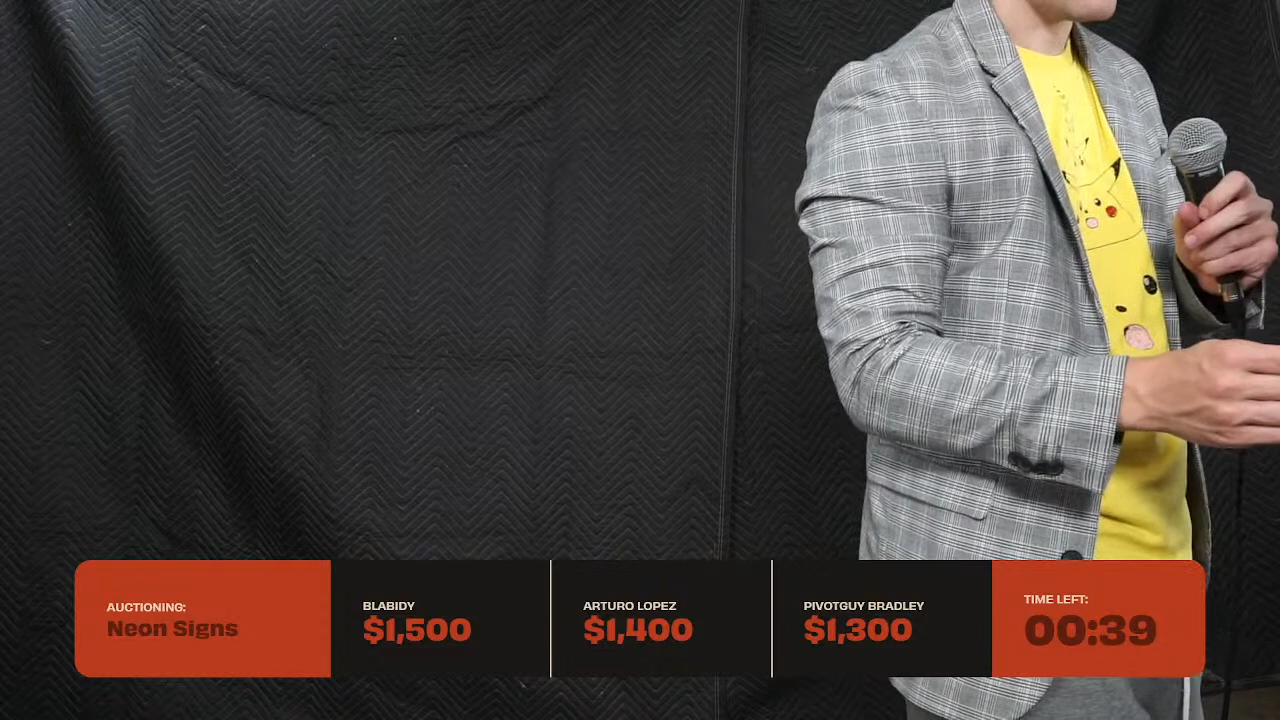 AUCTIONING:
Neon Signs
BLABIDY
$1,500
ARTURO LOPEZ
$1,400
PIVOTGUY BRADLEY
$1,300
TIME LEFT:
00:39